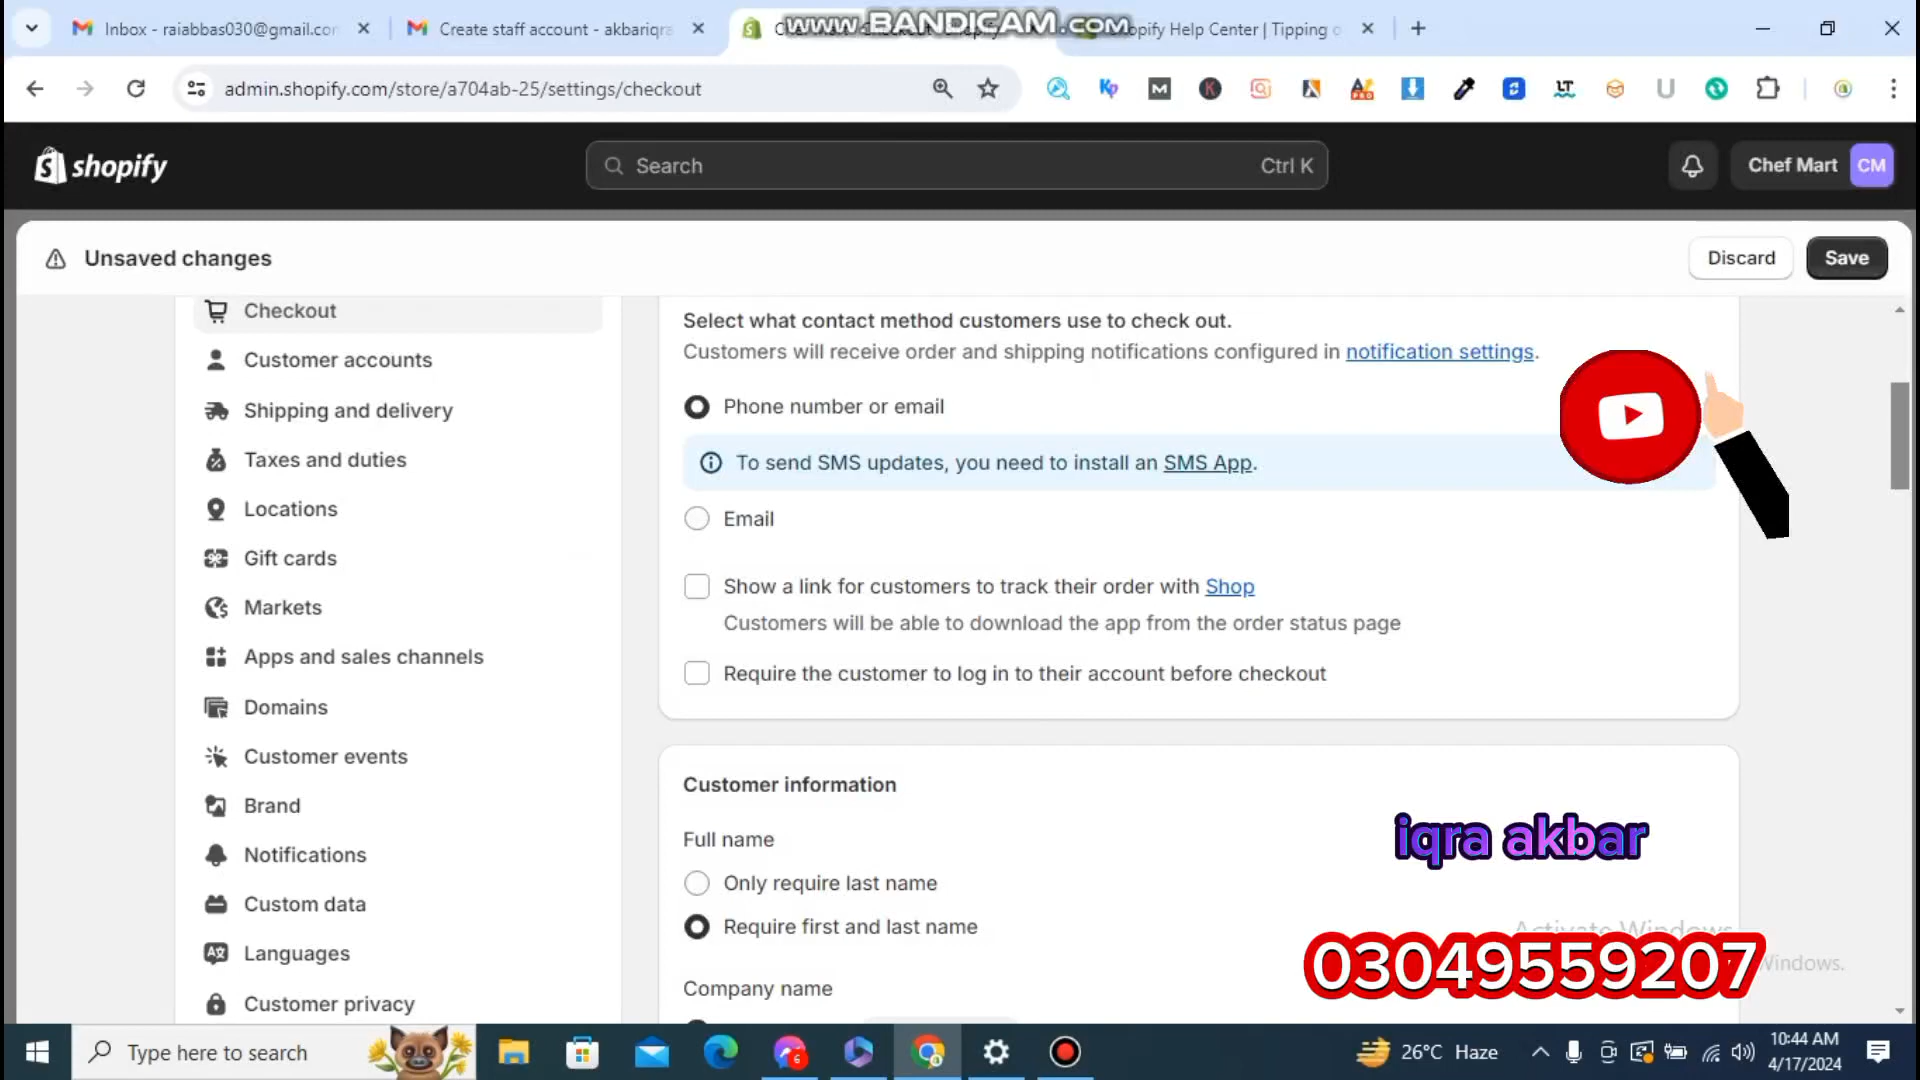 Inbox - raiabbas030@gmail.cor
Create staff account - akbariqra
www.BANDICAM.com
opify Help Center | Tipping o
admin.shopify.com/store/a704ab-25/settings/checkout
shopify
Search
Ctrl K
Chef Mart
CM
Unsaved changes
Discard
Save
Checkout
Customer accounts
Shipping and delivery
Taxes and duties
Locations
Gift cards
Markets
Apps and sales channels
Domains
Customer events
Brand
Notifications
Custom data
Languages
Customer privacy
Select what contact method customers use to check out.
Customers will receive order and shipping notifications configured in notification settings.
Phone number or email
To send SMS updates, you need to install an SMS App.
Email
Show a link for customers to track their order with Shop
Customers will be able to download the app from the order status page
Require the customer to log in to their account before checkout
Customer information
Full name
Only require last name
Require first and last name
Company name
iqra akbar
Activate Windows
03049559207
Windows.
Type here to search
6
26°C Haze
10:44 AM
4/17/2024